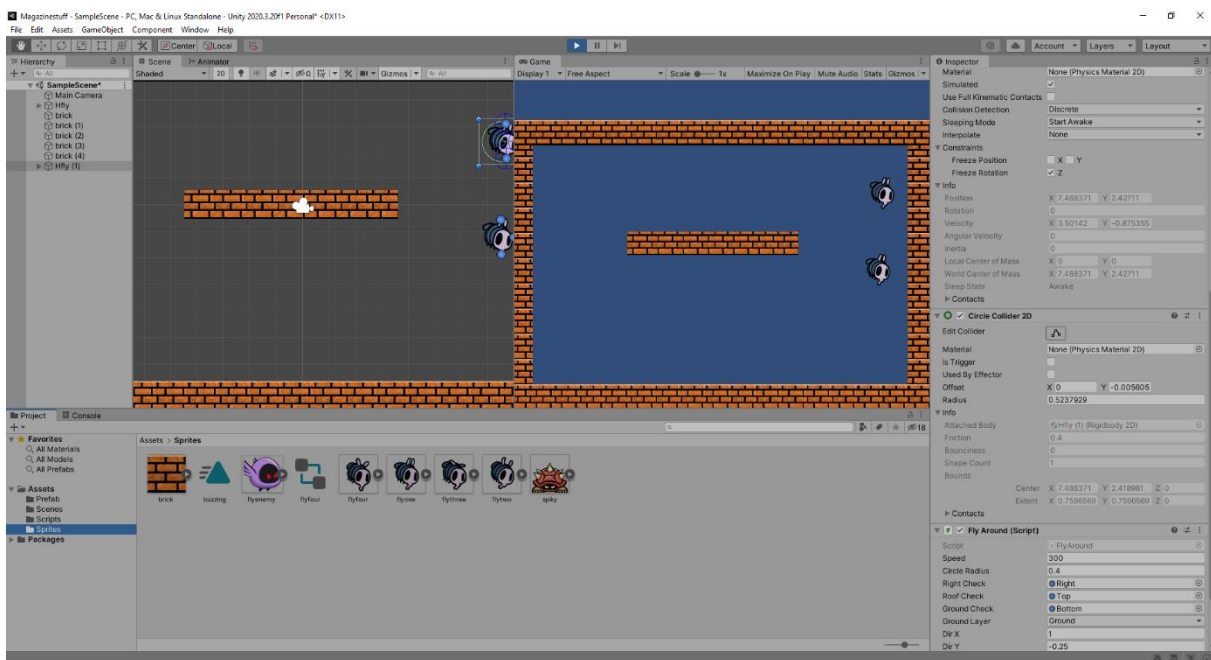 Magazinestuff - SampleScene - PC, Mac & Linux Standalone - Unity 2020.3.20f1 Personal* <DX11>
File Edit Assets GameObject Component Window Help
Center Local
Account Layers Layout
Hierarchy
All
SampleScene*
Main Camera
Hfly
brick
brick (1)
brick (2)
brick (3)
brick (4)
Hfly (1)
Scene Animator
Shaded 2D 0 Gizmos All
Game
Display 1 Free Aspect Scale 1x Maximize On Play Mute Audio Stats Gizmos
Project Console
18
Favorites
All Materials
All Models
All Prefabs
Assets
Prefab
Scenes
Scripts
Sprites
Packages
Assets > Sprites
brick buzzing flyenemy flyfour flyfour flyone flythree flytwo spiky
Inspector
Material None (Physics Material 2D)
Simulated
Use Full Kinematic Contacts
Collision Detection Discrete
Sleeping Mode Start Awake
Interpolate None
Constraints
Freeze Position X Y
Freeze Rotation Z
Info
Position X 7.488371 Y 2.42711
Rotation 0
Velocity X 3.50142 Y -0.875355
Angular Velocity 0
Inertia 0
Local Center of Mass X 0 Y 0
World Center of Mass X 7.488371 Y 2.42711
Sleep State Awake
Contacts
Circle Collider 2D
Edit Collider
Material None (Physics Material 2D)
Is Trigger
Used By Effector
Offset X 0 Y -0.005605
Radius 0.5237929
Info
Attached Body Hfly (1) (Rigidbody 2D)
Friction 0.4
Bounciness 0
Shape Count 1
Bounds
Center X 7.488371 Y 2.418981 Z 0
Extent X 0.7596569 Y 0.7596569 Z 0
Contacts
Fly Around (Script)
Script FlyAround
Speed 300
Circle Radius 0.4
Right Check Right
Roof Check Top
Ground Check Bottom
Ground Layer Ground
Dir X 1
Dir Y -0.25